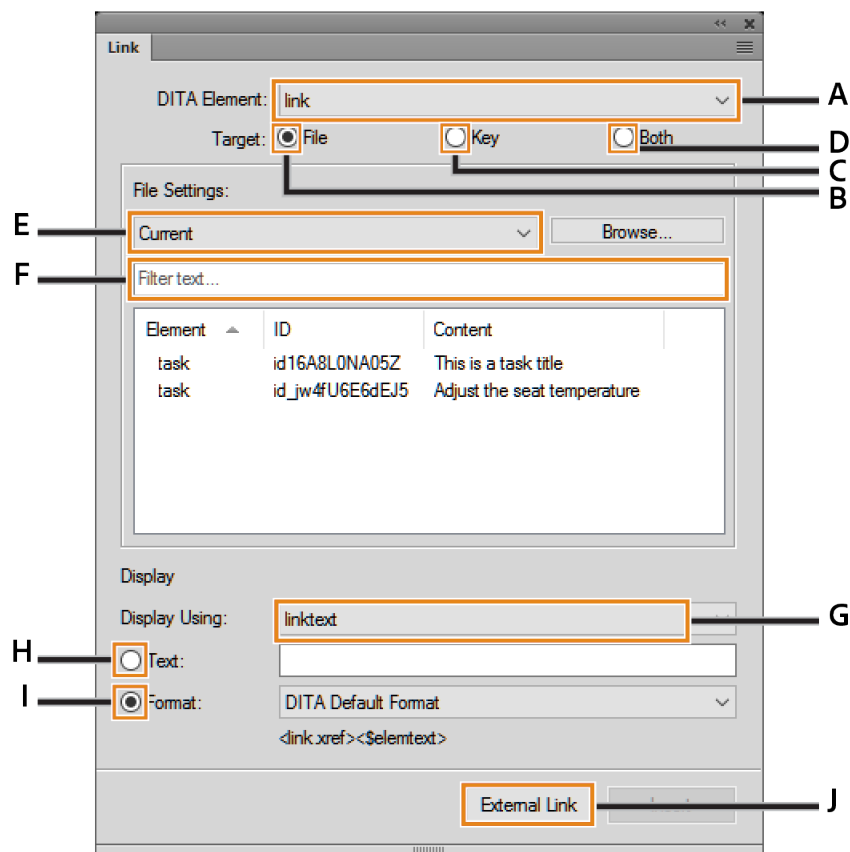 Link
DITA Element: link A
Target: File Key Both D
C
B
File Settings:
E Current Browse...
F Filter text...
Element ID Content
task id16A8L0NA05Z This is a task title
task id_jw4fU6E6dEJ5 Adjust the seat temperature
Display
Display Using: linktext G
H Text:
I Format: DITA Default Format
<link.xref><$elemtext>
External Link J